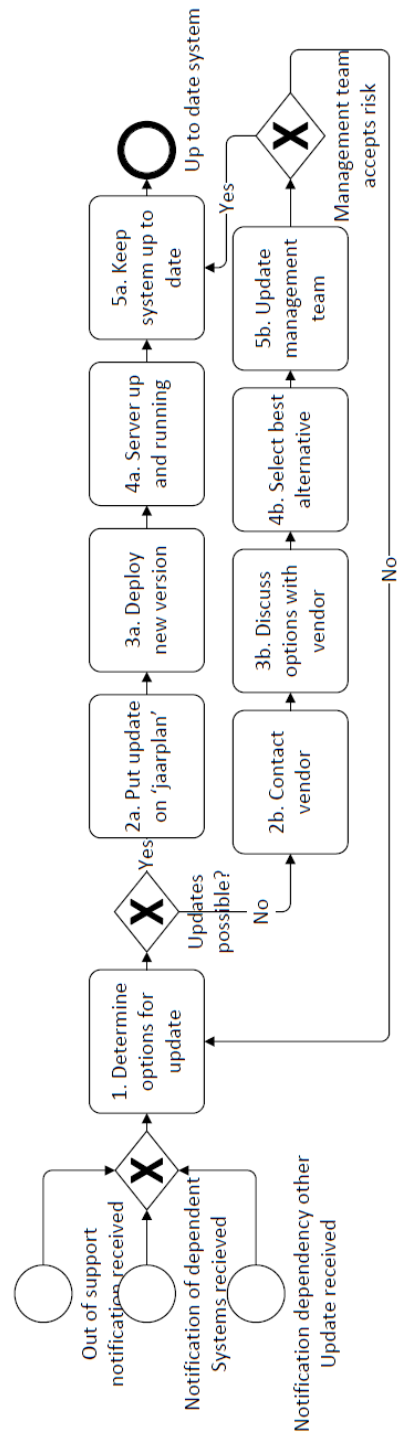 Out of support
notification received
Notification of dependent
Systems recieved
Notification dependency other
Update received
X
1. Determine
options for
update
X
Updates
possible?
Yes
No
2a. Put update
on ‘jaarplan’
3a. Deploy
new version
4a. Server up
and running
5a. Keep
system up to
date
Up to date system
2b. Contact
vendor
3b. Discuss
options with
vendor
4b. Select best
alternative
5b. Update
management
team
X
Yes
Management team
accepts risk
No